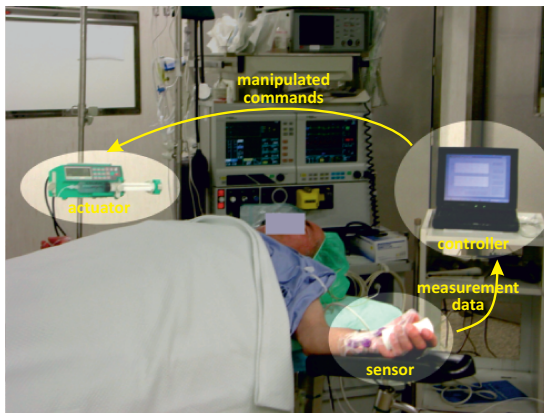 manipulated
commands
actuator
controller
measurement
data
sensor